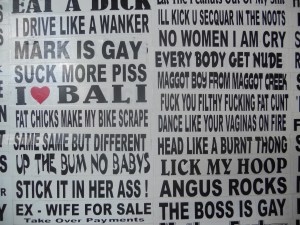 EAT A DICK
I DRIVE LIKE A WANKER
MARK IS GAY
SUCK MORE PISS
I ❤ BALI
FAT CHICKS MAKE MY BIKE SCRAPE
SAME SAME BUT DIFFERENT
UP THE BUM NO BABYS
STICK IT IN HER ASS !
EX - WIFE FOR SALE
Take Over Payments
ILL KICK U SECQUAR IN THE NOOTS
NO WOMEN I AM CRY
EVERY BODY GET NUDE
MAGGOT BOY FROM MAGGOT CREEK
FUCK YOU FILTHY FUCKING FAT CUNT
DANCE LIKE YOUR VAGINAS ON FIRE
HEAD LIKE A BURNT THONG
LICK MY HOOP
ANGUS ROCKS
THE BOSS IS GAY